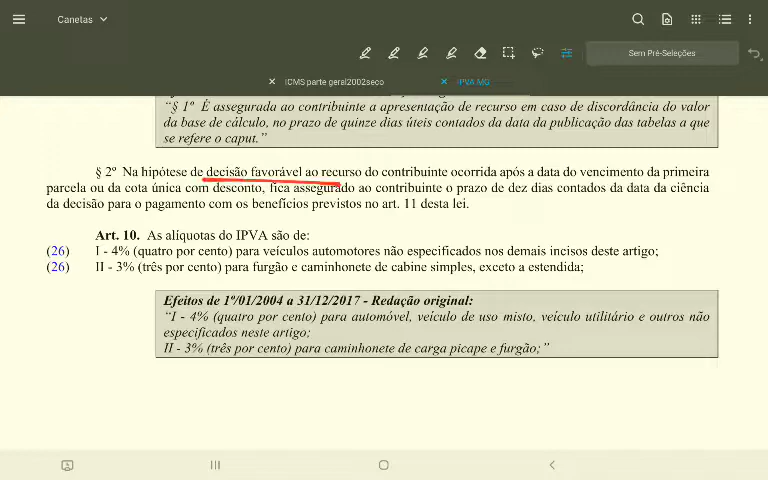 Canetas
Sem Pré-Seleções
ICMS parte geral2002seco
IPVA MG
“§ 1º É assegurada ao contribuinte a apresentação de recurso em caso de discordância do valor
da base de cálculo, no prazo de quinze dias úteis contados da data da publicação das tabelas a que
se refere o caput.”
§ 2º Na hipótese de decisão favorável ao recurso do contribuinte ocorrida após a data do vencimento da primeira
parcela ou da cota única com desconto, fica assegurado ao contribuinte o prazo de dez dias contados da data da ciência
da decisão para o pagamento com os benefícios previstos no art. 11 desta lei.
Art. 10. As alíquotas do IPVA são de:
(26) I - 4% (quatro por cento) para veículos automotores não especificados nos demais incisos deste artigo;
(26) II - 3% (três por cento) para furgão e caminhonete de cabine simples, exceto a estendida;
Efeitos de 1º/01/2004 a 31/12/2017 - Redação original:
“I - 4% (quatro por cento) para automóvel, veículo de uso misto, veículo utilitário e outros não
especificados neste artigo;
II - 3% (três por cento) para caminhonete de carga picape e furgão;”